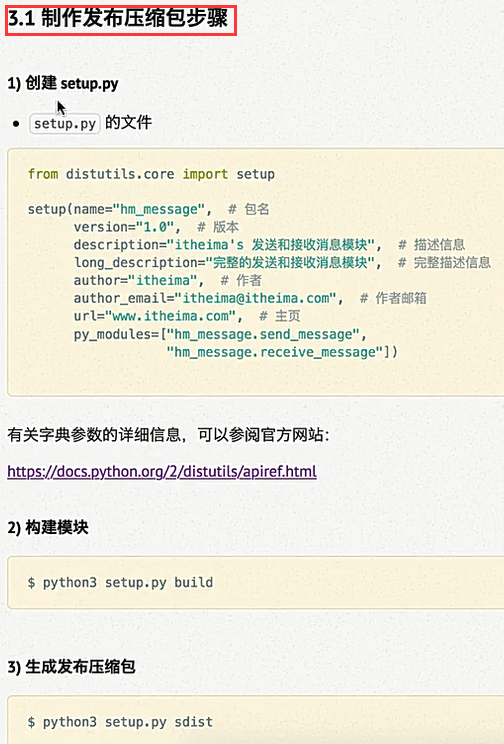 3.1 制作发布压缩包步骤
1) 创建 setup.py
• setup.py 的文件
from distutils.core import setup
setup(name="hm_message",  # 包名
      version="1.0",  # 版本
      description="itheima's 发送和接收消息模块",  # 描述信息
      long_description="完整的发送和接收消息模块",  # 完整描述信息
      author="itheima",  # 作者
      author_email="itheima@itheima.com",  # 作者邮箱
      url="www.itheima.com",  # 主页
      py_modules=["hm_message.send_message",
                  "hm_message.receive_message"])
有关字典参数的详细信息，可以参阅官方网站：
https://docs.python.org/2/distutils/apiref.html
2) 构建模块
$ python3 setup.py build
3) 生成发布压缩包
$ python3 setup.py sdist